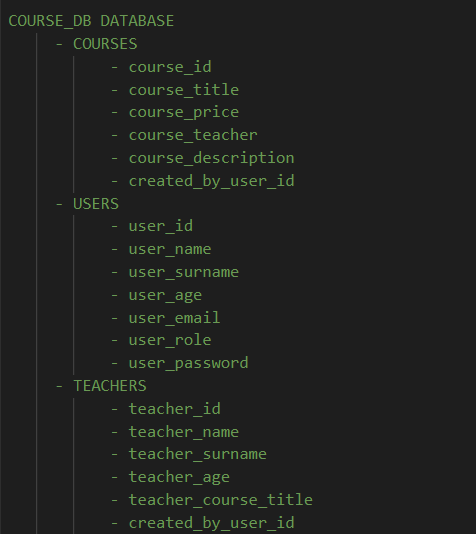 COURSE_DB DATABASE
- COURSES
- course_id
- course_title
- course_price
- course_teacher
- course_description
- created_by_user_id
- USERS
- user_id
- user_name
- user_surname
- user_age
- user_email
- user_role
- user_password
- TEACHERS
- teacher_id
- teacher_name
- teacher_surname
- teacher_age
- teacher_course_title
- created_by_user_id